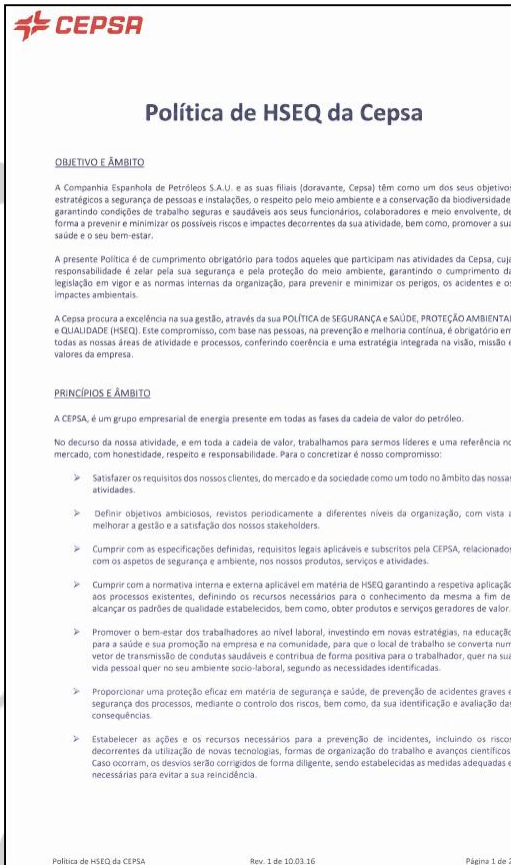 CEPSA
Política de HSEQ da Cepsa
OBJETIVO E ÂMBITO
A Companhia Espanhola de Petróleos S.A.U. e as suas filiais (doravante, Cepsa) têm como um dos seus objetivos
estratégicos a segurança de pessoas e instalações, o respeito pelo meio ambiente e a conservação da biodiversidade
garantindo condições de trabalho seguras e saudáveis aos seus funcionários, colaboradores e meio envolvente, de
forma a prevenir e minimizar os possíveis riscos e impactes decorrentes da sua atividade, bem como, promover a sua
saúde e o seu bem-estar.
A presente Política é de cumprimento obrigatório para todos aqueles que participam nas atividades da Cepsa, cuja
responsabilidade é zelar pela sua segurança e pela proteção do meio ambiente, garantindo o cumprimento da
legislação em vigor e as normas internas da organização, para prevenir e minimizar os perigos, os acidentes e os
impactes ambientais.
A Cepsa procura a excelência na sua gestão, através da sua POLÍTICA de SEGURANÇA e SAÚDE, PROTEÇÃO AMBIENTAL
e QUALIDADE (HSEQ). Este compromisso, com base nas pessoas, na prevenção e melhoria contínua, é obrigatório em
todas as nossas áreas de atividade e processos, conferindo coerência e uma estratégia integrada na visão, missão e
valores da empresa.
PRINCÍPIOS E ÂMBITO
A CEPSA, é um grupo empresarial de energia presente em todas as fases da cadeia de valor do petróleo.
No decurso da nossa atividade, e em toda a cadeia de valor, trabalhamos para sermos líderes e uma referência no
mercado, com honestidade, respeito e responsabilidade. Para o concretizar é nosso compromisso:
➢ Satisfazer os requisitos dos nossos clientes, do mercado e da sociedade como um todo no âmbito das nossas
atividades.
➢ Definir objetivos ambiciosos, revistos periodicamente a diferentes níveis da organização, com vista a
melhorar a gestão e a satisfação dos nossos stakeholders.
➢ Cumprir com as especificações definidas, requisitos legais aplicáveis e subscritos pela CEPSA, relacionados
com os aspetos de segurança e ambiente, nos nossos produtos, serviços e atividades.
➢ Cumprir com a normativa interna e externa aplicável em matéria de HSEQ garantindo a respetiva aplicação
aos processos existentes, definindo os recursos necessários para o conhecimento da mesma a fim de
alcançar os padrões de qualidade estabelecidos, bem como, obter produtos e serviços geradores de valor.
➢ Promover o bem-estar dos trabalhadores ao nível laboral, investindo em novas estratégias, na educação
para a saúde e sua promoção na empresa e na comunidade, para que o local de trabalho se converta num
vetor de transmissão de condutas saudáveis e contribua de forma positiva para o trabalhador, quer na sua
vida pessoal quer no seu ambiente socio-laboral, segundo as necessidades identificadas.
➢ Proporcionar uma proteção eficaz em matéria de segurança e saúde, de prevenção de acidentes graves e
segurança dos processos, mediante o controlo dos riscos, bem como, da sua identificação e avaliação das
consequências.
➢ Estabelecer as ações e os recursos necessários para a prevenção de incidentes, incluindo os riscos
decorrentes da utilização de novas tecnologias, formas de organização do trabalho e avanços científicos.
Caso ocorram, os desvios serão corrigidos de forma diligente, sendo estabelecidas as medidas adequadas e
necessárias para evitar a sua reincidência.
Política de HSEQ da CEPSA Rev. 1 de 10.03.16 Página 1 de 2